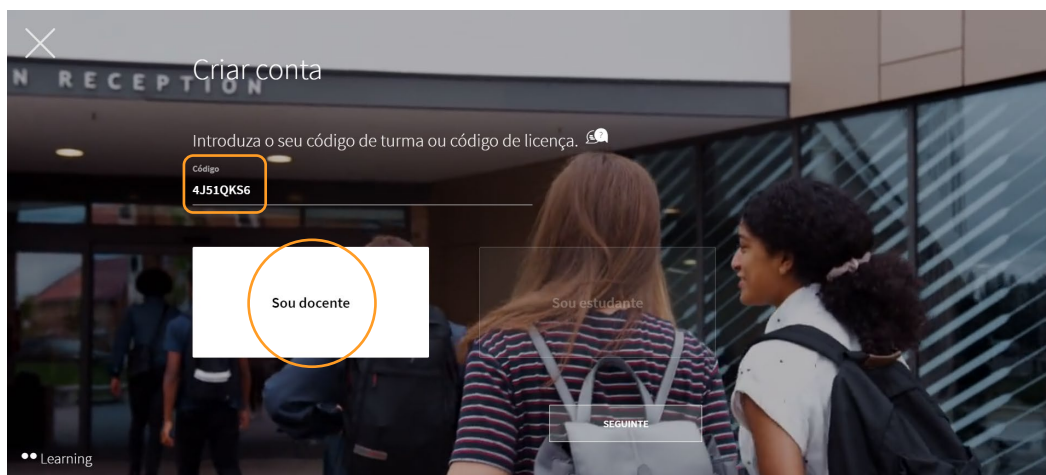 N RECEPTION
Criar conta
Introduza o seu código de turma ou código de licença.
?
Código
4J51QKS6
Sou docente
Sou estudante
SEGUINTE
Learning